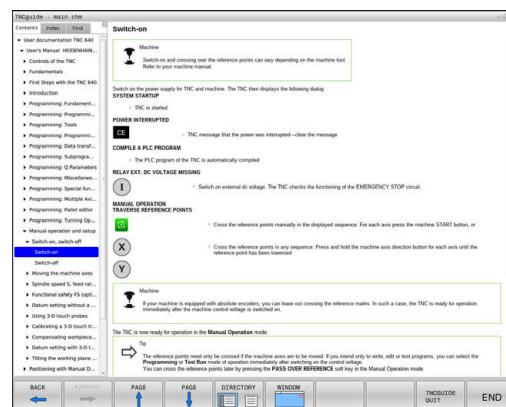 TNCguide - main.chm
Contents Index Find
User documentation TNC 640
User's Manual HEIDENHAIN...
Controls of the TNC
Fundamentals
First Steps with the TNC 640
Introduction
Programming: Fundament...
Programming: Programmi...
Programming: Tools
Programming: Programmi...
Programming: Data transf...
Programming: Subprogra...
Programming: Q Parameters
Programming: Miscellaneo...
Programming: Special fun...
Programming: Multiple Axi...
Programming: Pallet editor
Programming: Turning Op...
Manual operation and setup
Switch-on, switch-off
Switch-on
Switch-off
Moving the machine axes
Spindle speed S, feed rat...
Functional safety FS (opti...
Datum setting without a ...
Using 3-D touch probes
Calibrating a 3-D touch tr...
Compensating workpiece...
Datum setting with 3-D t...
Tilting the working plane ...
Positioning with Manual D...
Switch-on
Machine
Switch-on and crossing over the reference points can vary depending on the machine tool.
Refer to your machine manual.
Switch on the power supply for TNC and machine. The TNC then displays the following dialog:
SYSTEM STARTUP
TNC is started
POWER INTERRUPTED
CE
TNC message that the power was interrupted—clear the message
COMPILE A PLC PROGRAM
The PLC program of the TNC is automatically compiled
RELAY EXT. DC VOLTAGE MISSING
I
Switch on external dc voltage. The TNC checks the functioning of the EMERGENCY STOP circuit
MANUAL OPERATION
TRAVERSE REFERENCE POINTS
Cross the reference points manually in the displayed sequence: For each axis press the machine START button, or
X
Cross the reference points in any sequence: Press and hold the machine axis direction button for each axis until the
reference point has been traversed
Y
Machine
If your machine is equipped with absolute encoders, you can leave out crossing the reference marks. In such a case, the TNC is ready for operation
immediately after the machine control voltage is switched on.
The TNC is now ready for operation in the Manual Operation mode.
Tip
The reference points need only be crossed if the machine axes are to be moved. If you intend only to write, edit or test programs, you can select the
Programming or Test Run mode of operation immediately after switching on the control voltage.
You can cross the reference points later by pressing the PASS OVER REFERENCE soft key in the Manual Operation mode.
BACK FORWARD PAGE PAGE DIRECTORY WINDOW TNCGUIDE
QUIT END